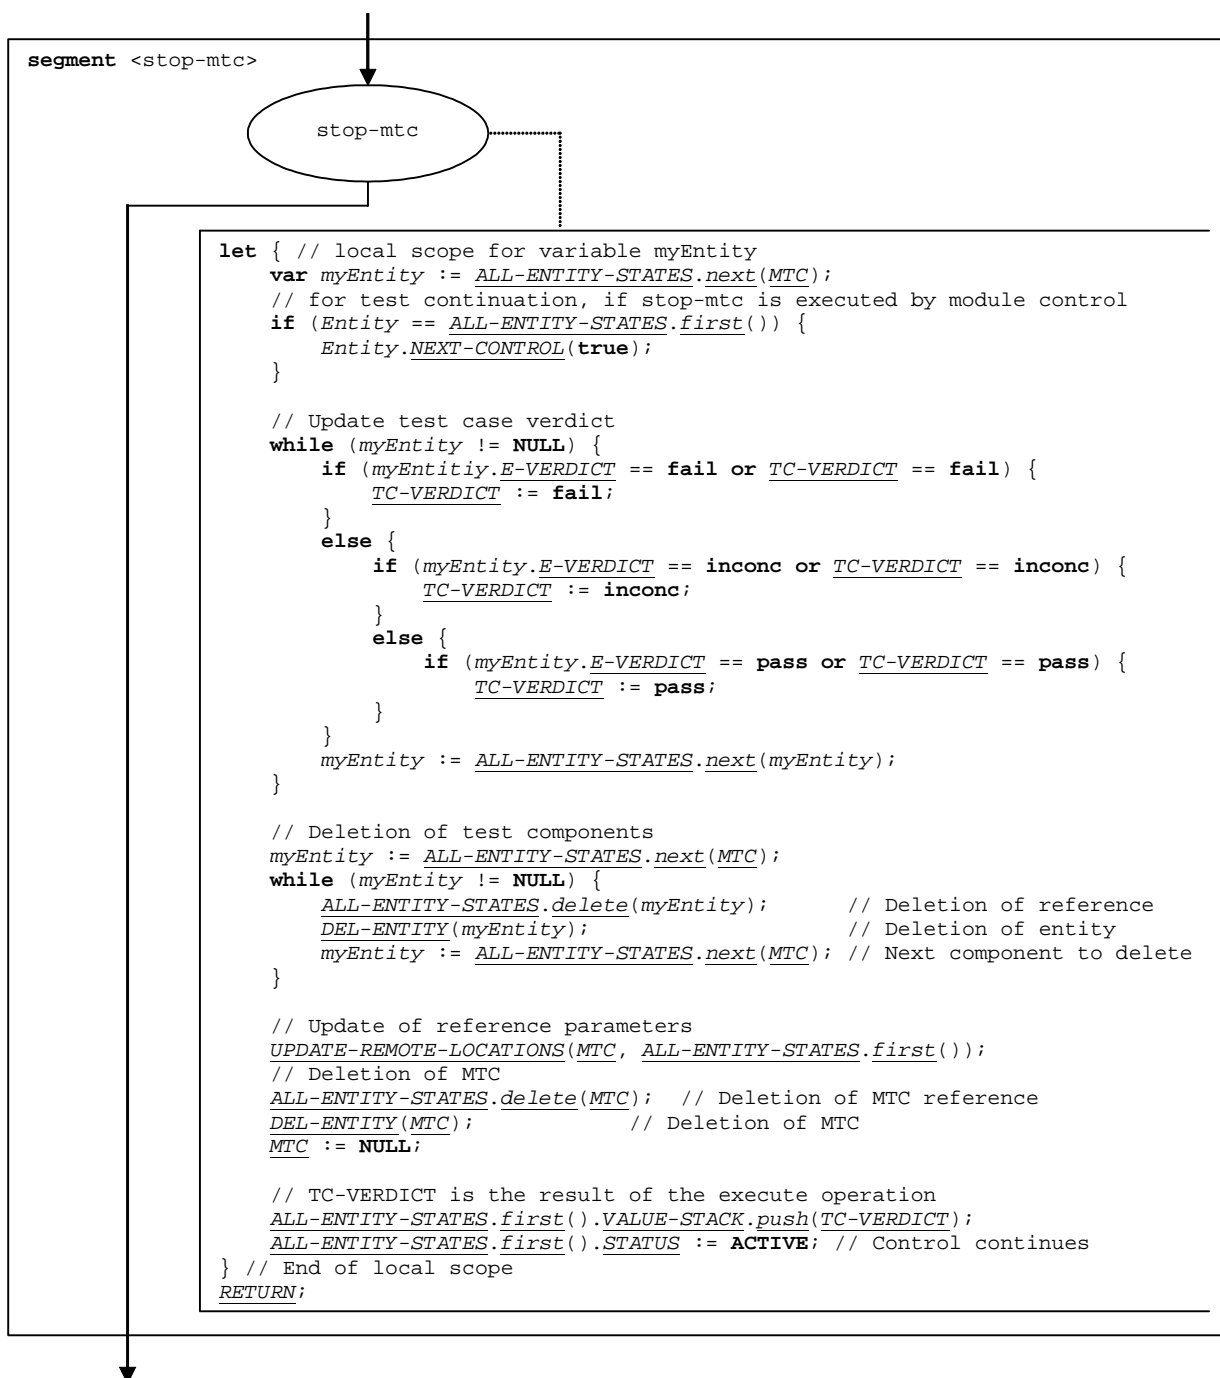 segment <stop-mtc>
stop-mtc
let { // local scope for variable myEntity
    var myEntity := ALL-ENTITY-STATES.next(MTC);
    // for test continuation, if stop-mtc is executed by module control
    if (Entity == ALL-ENTITY-STATES.first()) {
        Entity.NEXT-CONTROL(true);
    }

    // Update test case verdict
    while (myEntity != NULL) {
        if (myEntitiy.E-VERDICT == fail or TC-VERDICT == fail) {
            TC-VERDICT := fail;
        }
        else {
            if (myEntity.E-VERDICT == inconc or TC-VERDICT == inconc) {
                TC-VERDICT := inconc;
            }
            else {
                if (myEntity.E-VERDICT == pass or TC-VERDICT == pass) {
                    TC-VERDICT := pass;
            }
        }
        myEntity := ALL-ENTITY-STATES.next(myEntity);
    }

    // Deletion of test components
    myEntity := ALL-ENTITY-STATES.next(MTC);
    while (myEntity != NULL) {
        ALL-ENTITY-STATES.delete(myEntity);      // Deletion of reference
        DEL-ENTITY(myEntity);                    // Deletion of entity
        myEntity := ALL-ENTITY-STATES.next(MTC); // Next component to delete
    }

    // Update of reference parameters
    UPDATE-REMOTE-LOCATIONS(MTC, ALL-ENTITY-STATES.first());
    // Deletion of MTC
    ALL-ENTITY-STATES.delete(MTC);  // Deletion of MTC reference
    DEL-ENTITY(MTC);            // Deletion of MTC
    MTC := NULL;

    // TC-VERDICT is the result of the execute operation
    ALL-ENTITY-STATES.first().VALUE-STACK.push(TC-VERDICT);
    ALL-ENTITY-STATES.first().STATUS := ACTIVE; // Control continues
} // End of local scope
RETURN;